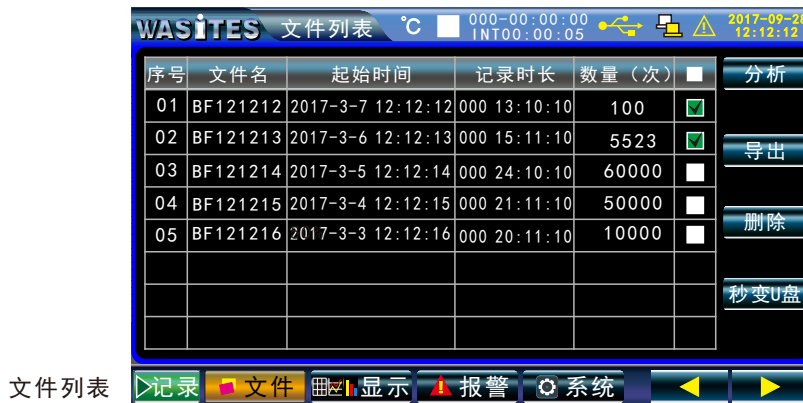 WASiTES 文件列表 ℃ 000-00:00:00 2017-09-28
INT00:00:05 12:12:12
序号 文件名 起始时间 记录时长 数量（次） 分析
01 BF121212 2017-3-7 12:12:12 000 13:10:10 100
02 BF121213 2017-3-6 12:12:13 000 15:11:10 5523
导出
03 BF121214 2017-3-5 12:12:14 000 24:10:10 60000
04 BF121215 2017-3-4 12:12:15 000 21:11:10 50000
删除
05 BF121216 2017-3-3 12:12:16 000 20:11:10 10000
秒变U盘
文件列表 记录 文件 显示 报警 系统